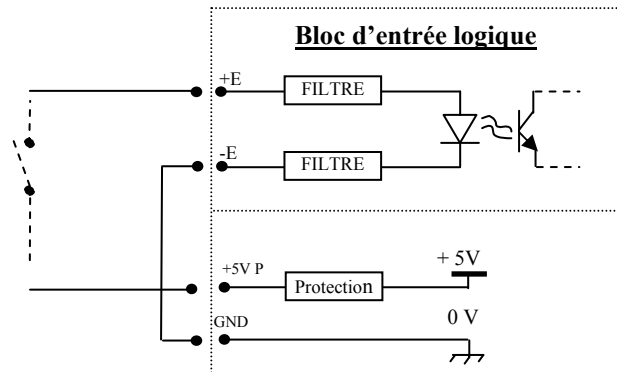 Bloc d'entrée logique
+E
FILTRE
-E
FILTRE
+5V P
Protection
+ 5V
GND
0 V